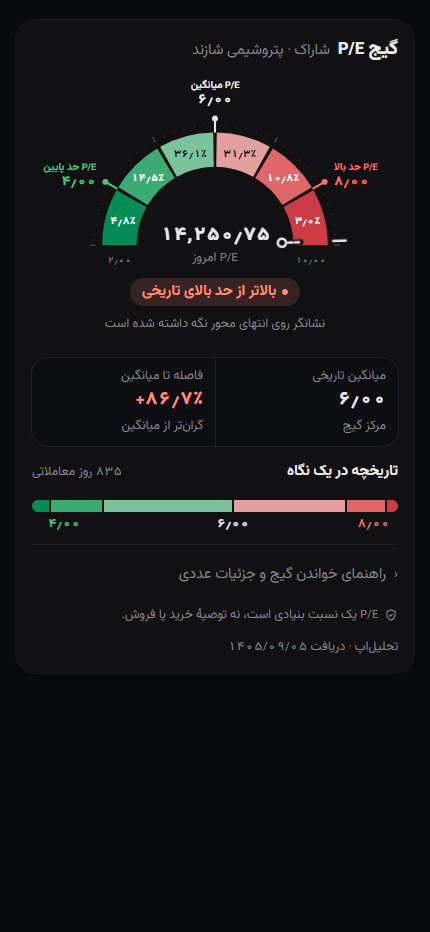 گیج P/E شاراک · پتروشیمی شازند
P/E میانگین
۶٫۰۰
P/E حد پایین
۴٫۰۰
P/E حد بالا
۸٫۰۰
۴٫۸٪
۱۴٫۵٪
۳۶٫۱٪
۳۱٫۳٪
۱۰٫۸٪
۳٫۰٪
۱۴,۲۵۰٫۷۵
P/E امروز
۲٫۰۰
۱۰٫۰۰
بالاتر از حد بالای تاریخی
نشانگر روی انتهای محور نگه داشته شده است
میانگین تاریخی
۶٫۰۰
مرکز گیج
فاصله تا میانگین
+۸۶٫۷٪
گران‌تر از میانگین
تاریخچه در یک نگاه
۸۳۵ روز معاملاتی
۸٫۰۰
۶٫۰۰
۴٫۰۰
راهنمای خواندن گیج و جزئیات عددی
P/E یک نسبت بنیادی است، نه توصیهٔ خرید یا فروش.
تحلیل‌اپ · دریافت ۱۴۰۵/۰۹/۰۵